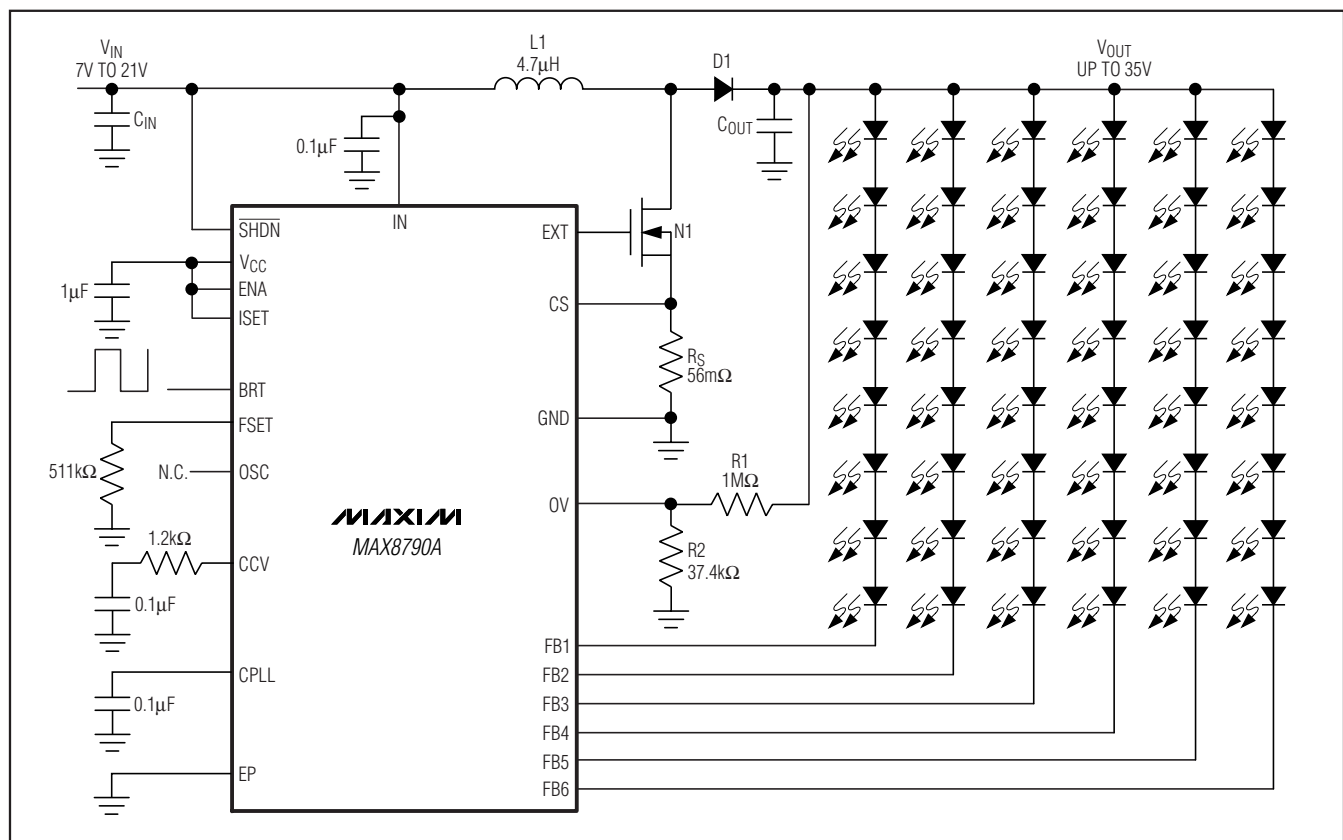 V_IN
7V TO 21V
C_IN
0.1μF
L1
4.7μH
D1
C_OUT
V_OUT
UP TO 35V
SHDN
IN
EXT
N1
V_CC
1μF
ENA
ISET
CS
R_S
56mΩ
BRT
FSET
GND
511kΩ
N.C.
OSC
R1
1MΩ
OV
MAXIM
MAX8790A
1.2kΩ
CCV
R2
37.4kΩ
0.1μF
FB1
CPLL
FB2
0.1μF
FB3
FB4
FB5
EP
FB6